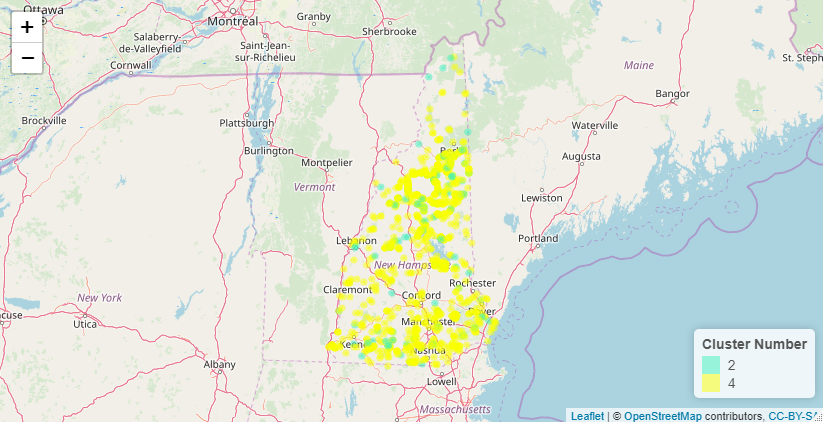 Ottawa
Granby
Montréal
Sherbrooke
+
Salaberry-
de-Valleyfield
Saint-Jean-
sur-Richelieu
−
Cornwall
St. Steph
Maine
Bangor
Brockville
Plattsburgh
Waterville
Burlington
Montpelier
Augusta
Vermont
Lewiston
Lebanon
Portland
New Hamps
Rochester
Claremont
Concord
New York
Dover
cuse
Utica
Manchester
Keene
Nashua
Albany
Lowell
Massachusetts
Cluster Number
2
4
Leaflet | © OpenStreetMap contributors, CC-BY-SA